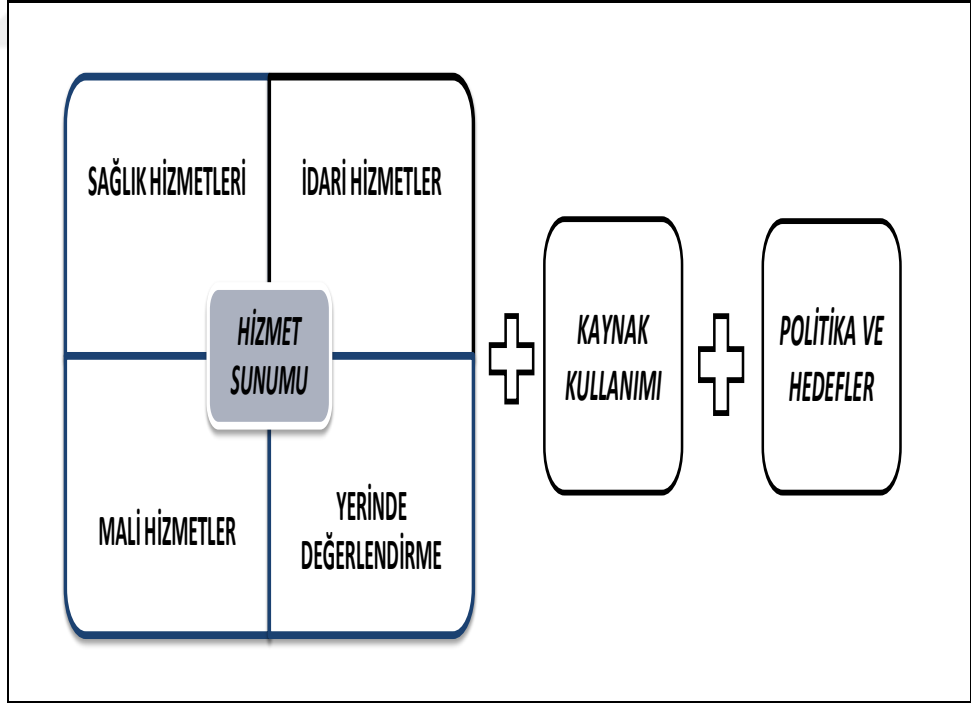 SAĞLIK HİZMETLERİ
İDARİ HİZMETLER
HİZMET
SUNUMU
MALİ HİZMETLER
YERİNDE
DEĞERLENDİRME
KAYNAK
KULLANIMI
POLİTİKA VE
HEDEFLER